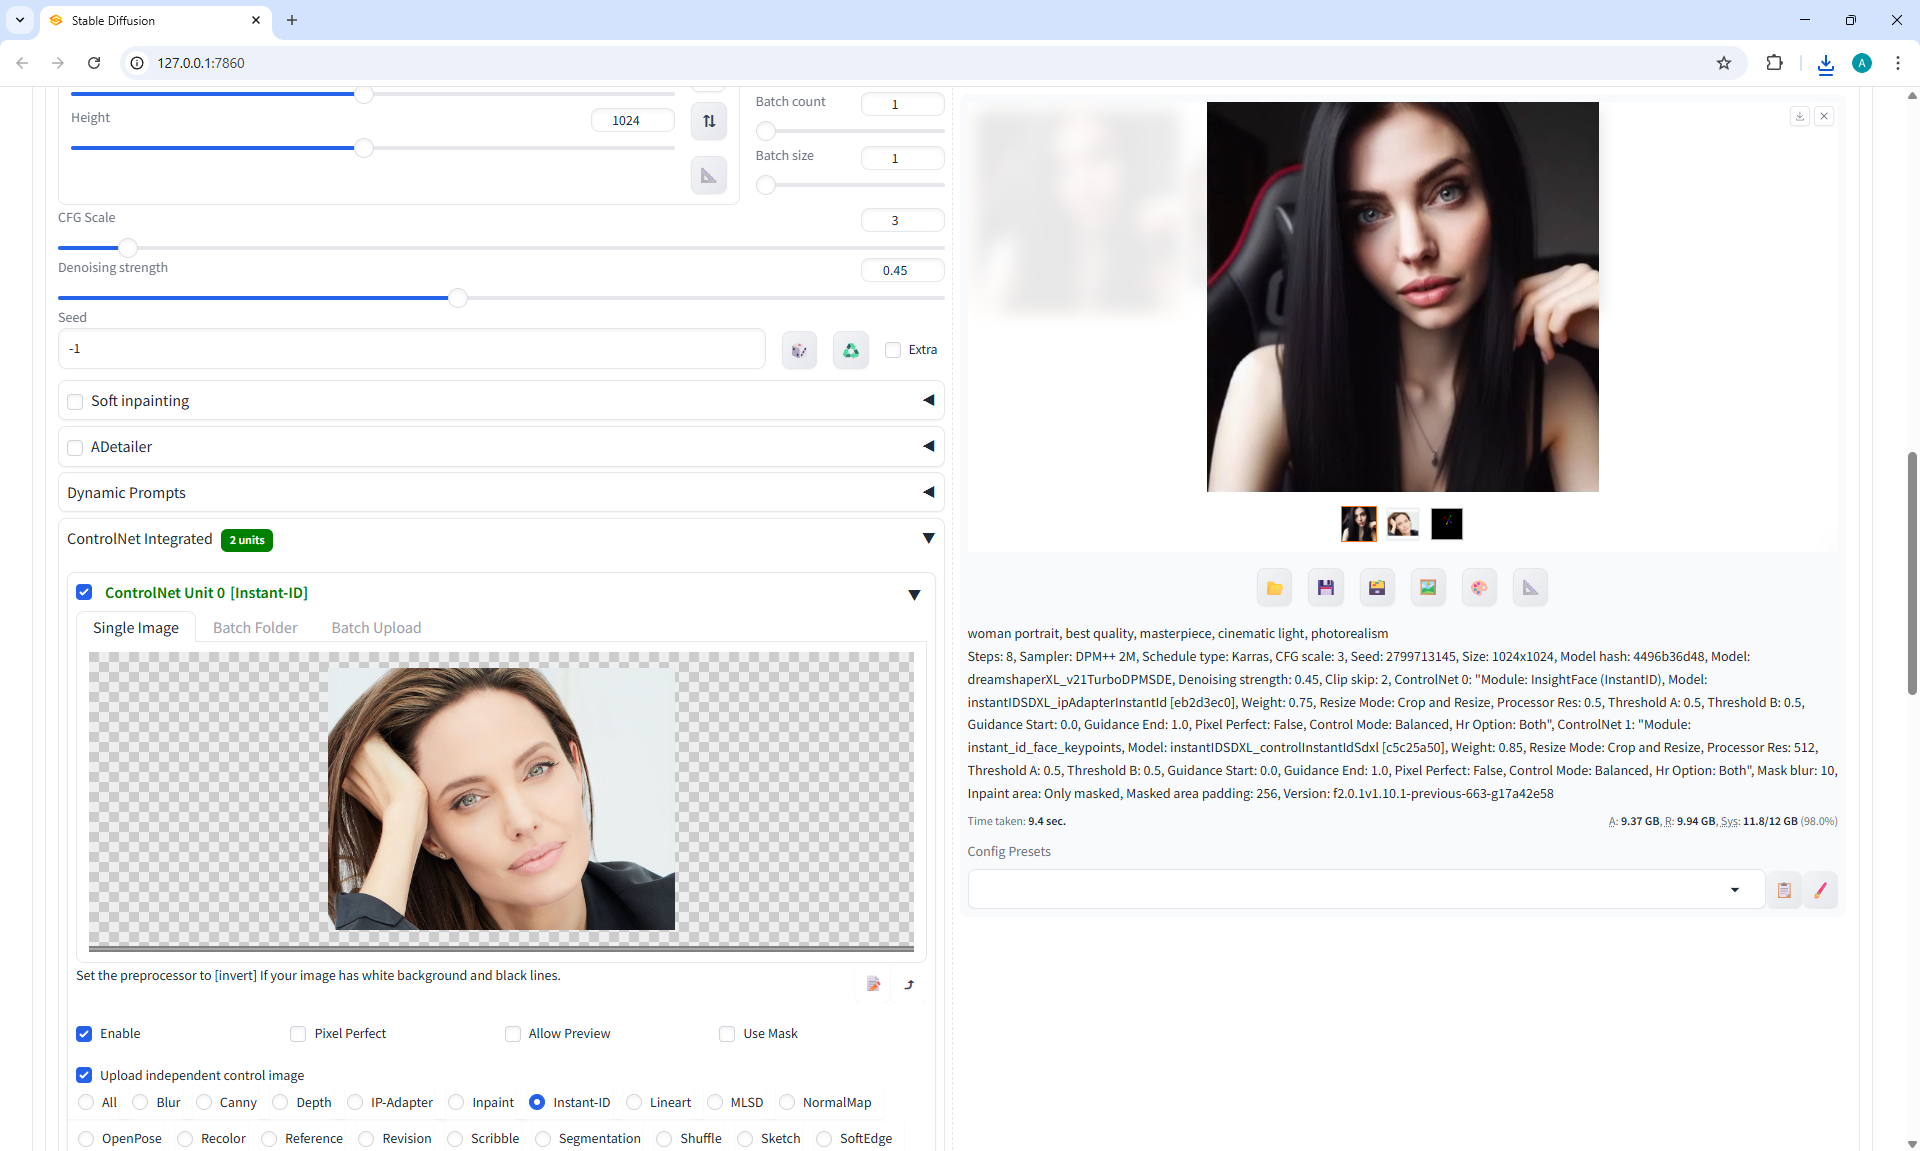 Stable Diffusion
127.0.0.1:7860
A
Height
1024
Batch count
1
Batch size
1
CFG Scale
3
Denoising strength
0.45
Seed
-1
Extra
Soft inpainting
ADetailer
Dynamic Prompts
ControlNet Integrated 2 units
ControlNet Unit 0 [Instant-ID]
Single Image Batch Folder Batch Upload
Set the preprocessor to [invert] If your image has white background and black lines.
Enable Pixel Perfect Allow Preview Use Mask
Upload independent control image
All Blur Canny Depth IP-Adapter Inpaint Instant-ID Lineart MLSD NormalMap
OpenPose Recolor Reference Revision Scribble Segmentation Shuffle Sketch SoftEdge
woman portrait, best quality, masterpiece, cinematic light, photorealism
Steps: 8, Sampler: DPM++ 2M, Schedule type: Karras, CFG scale: 3, Seed: 2799713145, Size: 1024x1024, Model hash: 4496b36d48, Model:
dreamshaperXL_v21TurboDPMSDE, Denoising strength: 0.45, Clip skip: 2, ControlNet 0: "Module: InsightFace (InstantID), Model:
instantIDSDXL_ipAdapterInstantId [eb2d3ec0], Weight: 0.75, Resize Mode: Crop and Resize, Processor Res: 0.5, Threshold A: 0.5, Threshold B: 0.5,
Guidance Start: 0.0, Guidance End: 1.0, Pixel Perfect: False, Control Mode: Balanced, Hr Option: Both", ControlNet 1: "Module:
instant_id_face_keypoints, Model: instantIDSDXL_controlInstantIdSdxl [c5c25a50], Weight: 0.85, Resize Mode: Crop and Resize, Processor Res: 512,
Threshold A: 0.5, Threshold B: 0.5, Guidance Start: 0.0, Guidance End: 1.0, Pixel Perfect: False, Control Mode: Balanced, Hr Option: Both", Mask blur: 10,
Inpaint area: Only masked, Masked area padding: 256, Version: f2.0.1v1.10.1-previous-663-g17a42e58
Time taken: 9.4 sec.
A: 9.37 GB, R: 9.94 GB, Sys: 11.8/12 GB (98.0%)
Config Presets